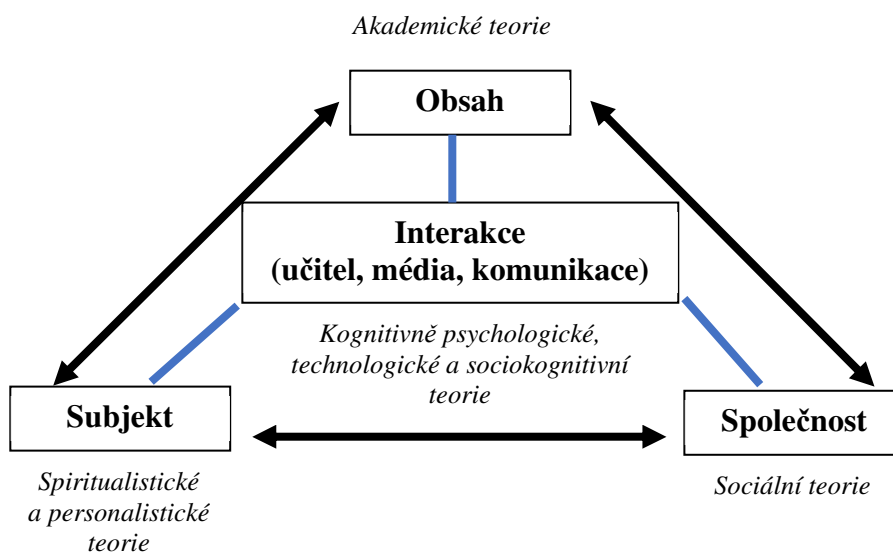 Akademické teorie
Obsah
Interakce
(učitel, média, komunikace)
Kognitivně psychologické,
technologické a sociokognitivní
teorie
Subjekt
Společnost
Spiritualistické
a personalistické
teorie
Sociální teorie